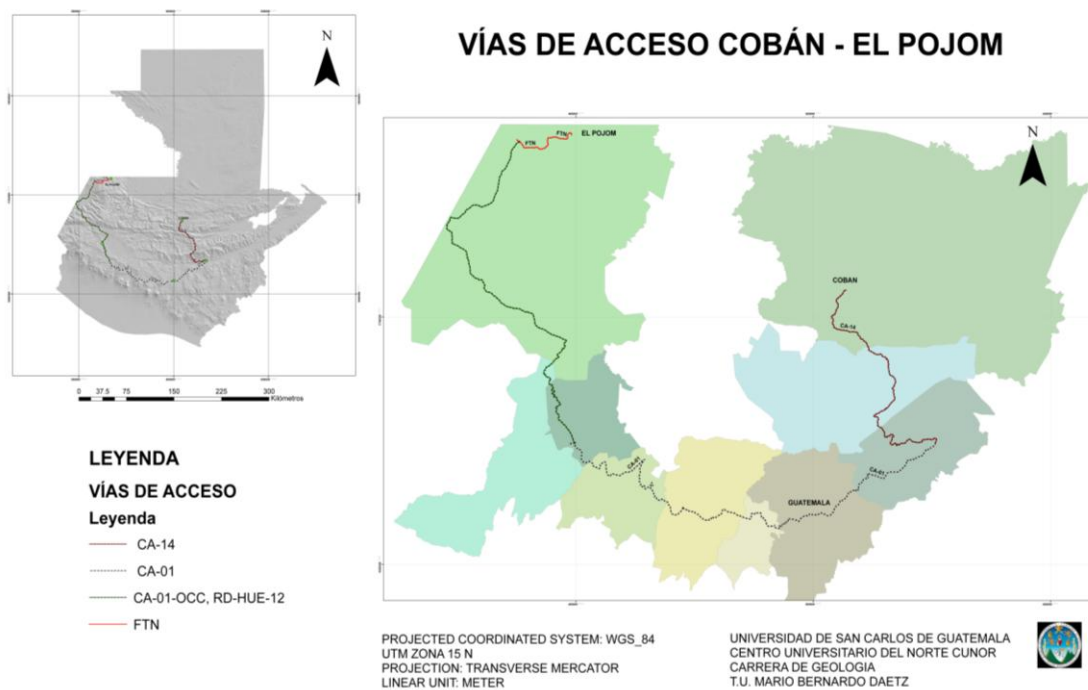 VÍAS DE ACCESO COBÁN - EL POJOM
N
0 37.5 75 150 225 300
Kilómetros
N
FTN
FTN
EL POJOM
COBAN
CA-14
CA-01
CA-01
GUATEMALA
LEYENDA
VÍAS DE ACCESO
Leyenda
CA-14
CA-01
CA-01-OCC, RD-HUE-12
FTN
PROJECTED COORDINATED SYSTEM: WGS_84
UTM ZONA 15 N
PROJECTION: TRANSVERSE MERCATOR
LINEAR UNIT: METER
UNIVERSIDAD DE SAN CARLOS DE GUATEMALA
CENTRO UNIVERSITARIO DEL NORTE CUNOR
CARRERA DE GEOLOGIA
T.U. MARIO BERNARDO DAETZ